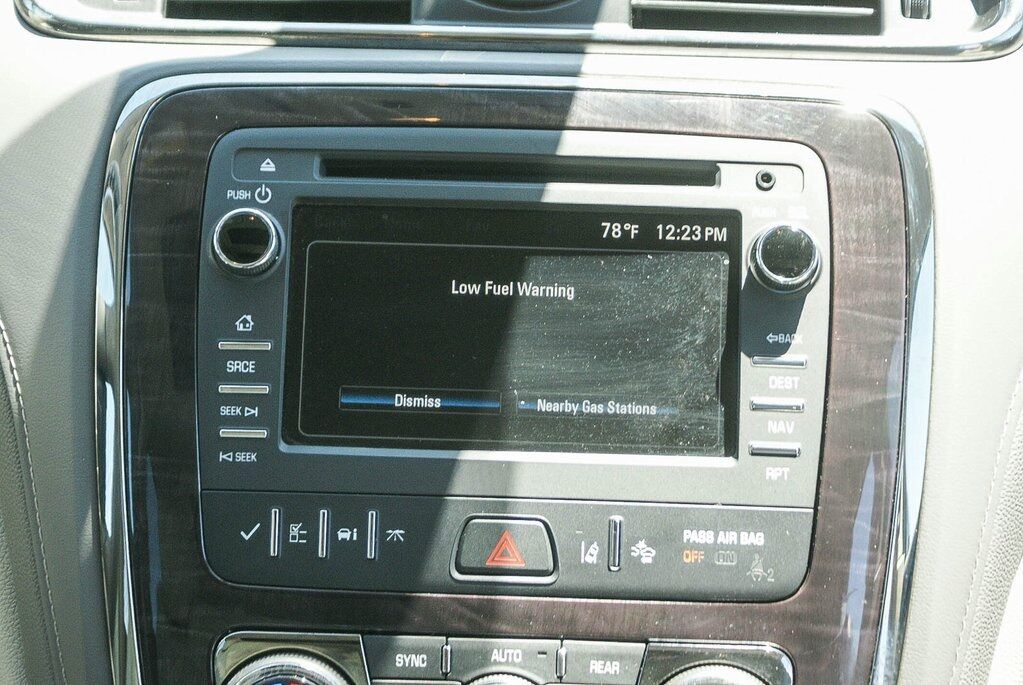 PUSH
78°F 12:23 PM
Low Fuel Warning
Dismiss
Nearby Gas Stations
SRCE
SEEK
SEEK
BACK
DEST
NAV
RPT
PASS AIR BAG
OFF ON
2
SYNC
AUTO
REAR